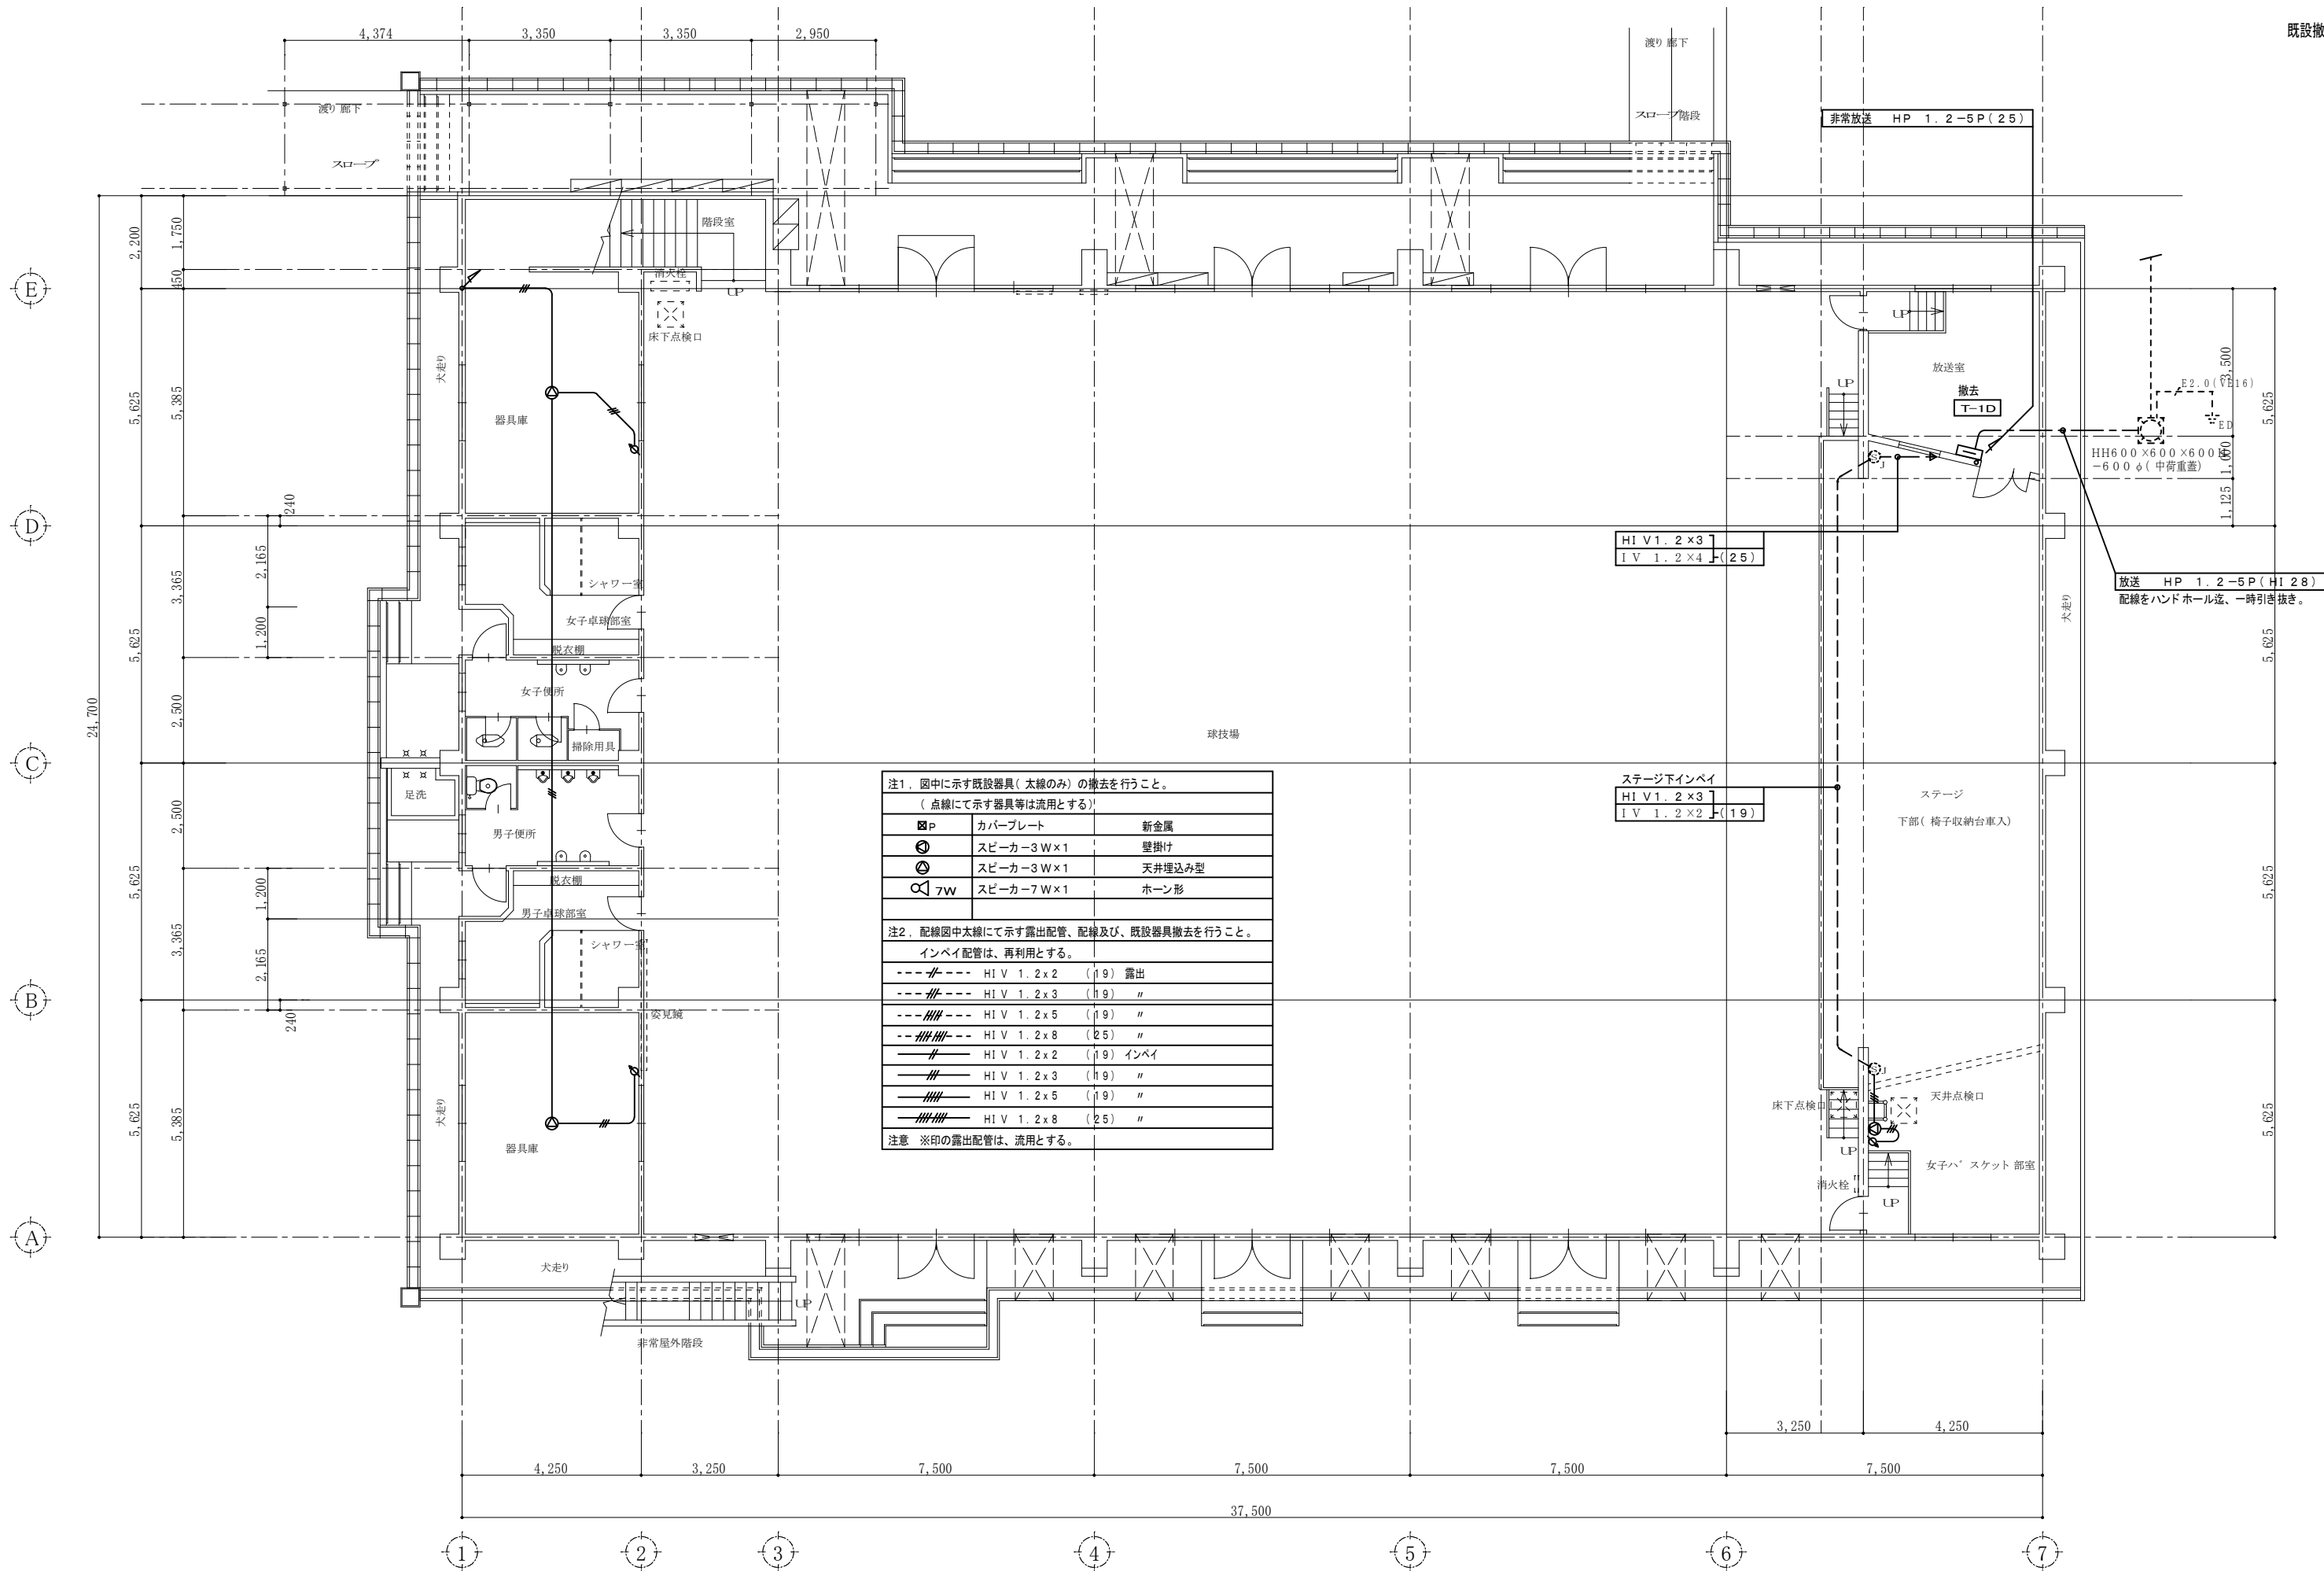 既設撤
4,374
3,350
3,350
2,950
渡り廊下
スロープ
渡り廊下
スロープ階段
非常放送 HP 1.2-5P(25)
階段室
消火栓
UP
床下点検口
2,200
1,750
450
5,625
5,385
240
2,165
3,365
1,200
5,625
24,700
2,500
2,500
5,625
1,200
3,365
2,165
240
5,625
5,385
E
D
C
B
A
犬走り
器具庫
シャワー室
女子卓球部室
脱衣棚
女子便所
掃除用具
足洗
男子便所
脱衣棚
男子卓球部室
シャワー室
姿見鏡
犬走り
器具庫
犬走り
UP
非常屋外階段
球技場
注1．図中に示す既設器具(太線のみ)の撤去を行うこと。
(点線にて示す器具等は流用とする)
P カバープレート 新金属
スピーカー3W×1 壁掛け
スピーカー3W×1 天井埋込み型
7W スピーカー7W×1 ホーン形
注2．配線図中太線にて示す露出配管、配線及び、既設器具撤去を行うこと。
インペイ配管は、再利用とする。
HIV 1.2x2 (19) 露出
HIV 1.2x3 (19) 〃
HIV 1.2x5 (19) 〃
HIV 1.2x8 (25) 〃
HIV 1.2x2 (19) インペイ
HIV 1.2x3 (19) 〃
HIV 1.2x5 (19) 〃
HIV 1.2x8 (25) 〃
注意 ※印の露出配管は、流用とする。
UP
放送室
UP
撤去
T-1D
S
J
3,500
E2.0(VE16)
ED
HH600×600×600H
-600φ(中荷重蓋)
1,000
1,125
5,625
HIV1.2×3
IV 1.2×4 (25)
放送 HP 1.2-5P(HI28)
配線をハンドホール迄、一時引き抜き。
犬走り
5,625
ステージ下インペイ
HIV1.2×3
IV 1.2×2 (19)
ステージ
下部(椅子収納台車入)
5,625
S
J
床下点検口
天井点検口
UP
女子バスケット部室
消火栓
UP
5,625
3,250
4,250
4,250
3,250
7,500
7,500
7,500
7,500
37,500
1
2
3
4
5
6
7